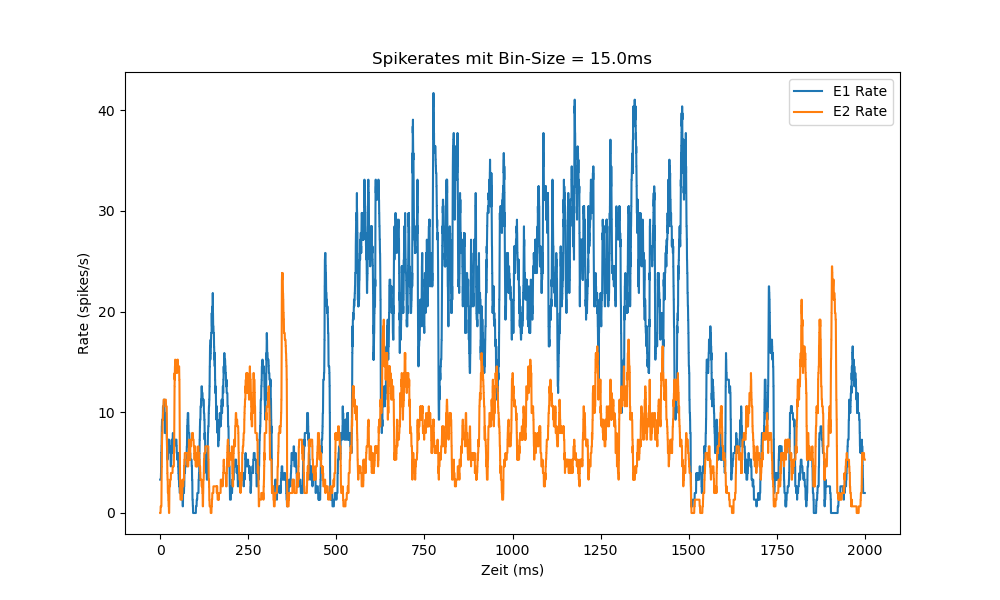 Spikerates mit Bin-Size = 15.0ms
E1 Rate
E2 Rate
40
30
20
10
0
Rate (spikes/s)
0 250 500 750 1000 1250 1500 1750 2000
Zeit (ms)